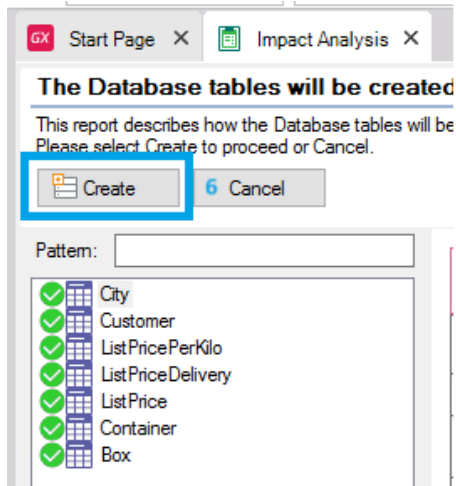 GX Start Page × Impact Analysis ×
The Database tables will be created
This report describes how the Database tables will be
Please select Create to proceed or Cancel.
Create 6 Cancel
Pattern:
City
Customer
ListPricePerKilo
ListPriceDelivery
ListPrice
Container
Box